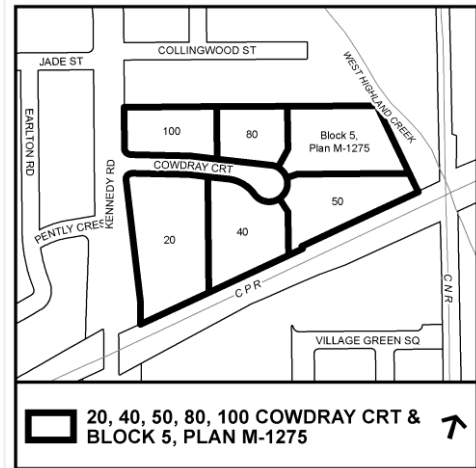 COLLINGWOOD ST
JADE ST
WEST HIGHLAND CREEK
EARLTON RD
KENNEDY RD
100
80
Block 5,
Plan M-1275
COWDRAY CRT
50
20
40
PENTLY CRES
CPR
CNR
VILLAGE GREEN SQ
20, 40, 50, 80, 100 COWDRAY CRT &
BLOCK 5, PLAN M-1275